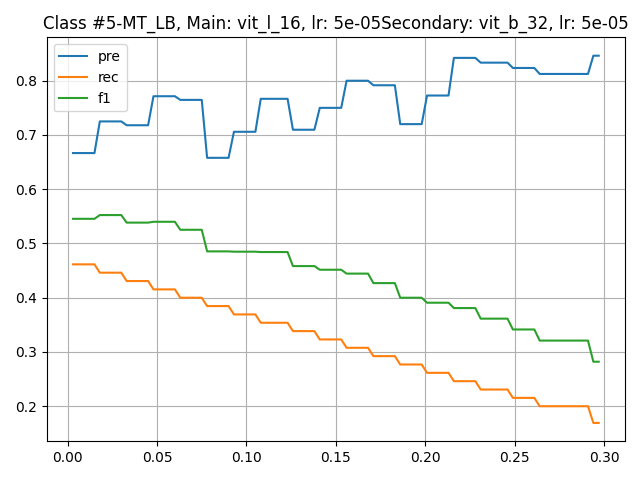 Class #5-MT_LB, Main: vit_l_16, lr: 5e-05Secondary: vit_b_32, lr: 5e-05
pre
rec
f1
0.8
0.7
0.6
0.5
0.4
0.3
0.2
0.00 0.05 0.10 0.15 0.20 0.25 0.30